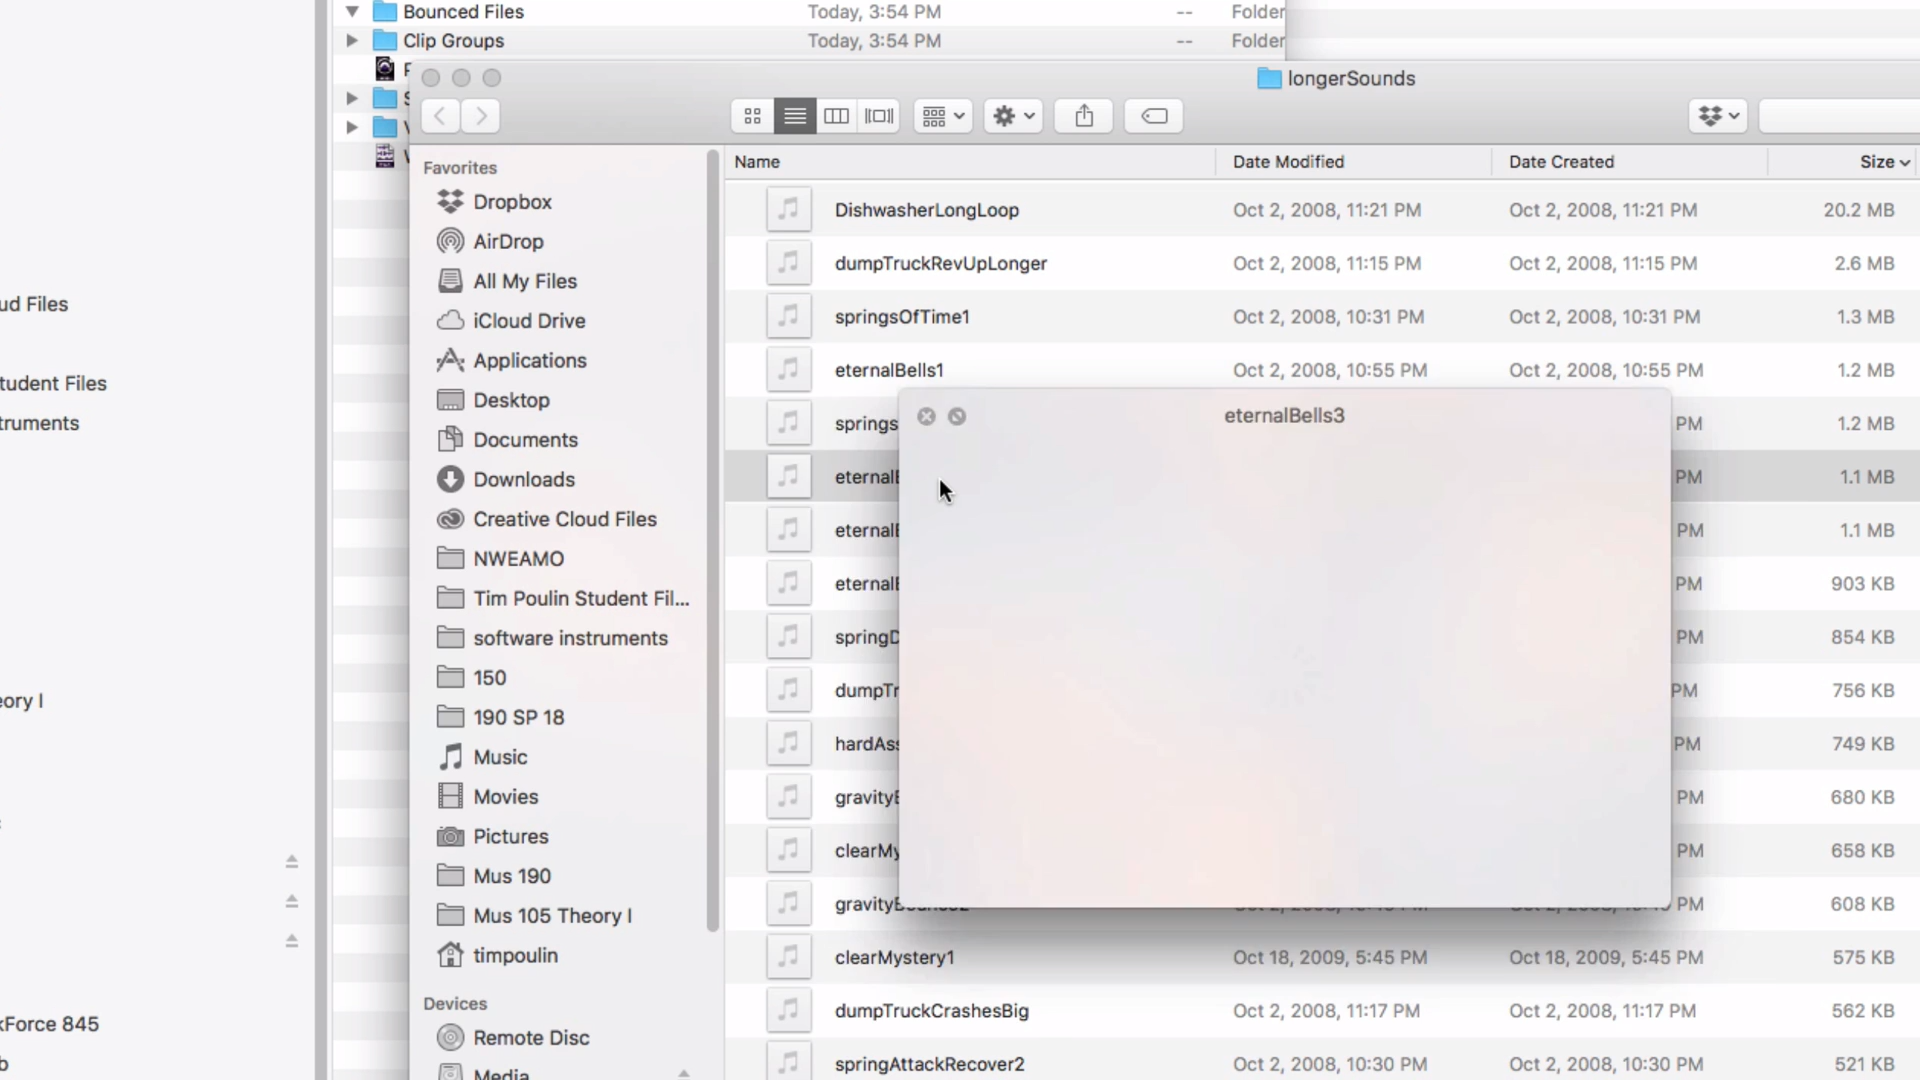 Bounced Files Today, 3:54 PM -- Folder
Clip Groups Today, 3:54 PM -- Folder
longerSounds
Favorites
Dropbox
AirDrop
All My Files
iCloud Drive
Applications
Desktop
Documents
Downloads
Creative Cloud Files
NWEAMO
Tim Poulin Student Fil...
software instruments
150
190 SP 18
Music
Movies
Pictures
Mus 190
Mus 105 Theory I
timpoulin
Devices
Remote Disc
Media
Name Date Modified Date Created Size
DishwasherLongLoop Oct 2, 2008, 11:21 PM Oct 2, 2008, 11:21 PM 20.2 MB
dumpTruckRevUpLonger Oct 2, 2008, 11:15 PM Oct 2, 2008, 11:15 PM 2.6 MB
springsOfTime1 Oct 2, 2008, 10:31 PM Oct 2, 2008, 10:31 PM 1.3 MB
eternalBells1 Oct 2, 2008, 10:55 PM Oct 2, 2008, 10:55 PM 1.2 MB
springs PM 1.2 MB
eternalB PM 1.1 MB
eternalB PM 1.1 MB
eternalB PM 903 KB
springD PM 854 KB
dumpTr PM 756 KB
hardAss PM 749 KB
gravityB PM 680 KB
clearMy PM 658 KB
gravityB PM 608 KB
clearMystery1 Oct 18, 2009, 5:45 PM Oct 18, 2009, 5:45 PM 575 KB
dumpTruckCrashesBig Oct 2, 2008, 11:17 PM Oct 2, 2008, 11:17 PM 562 KB
springAttackRecover2 Oct 2, 2008, 10:30 PM Oct 2, 2008, 10:30 PM 521 KB
eternalBells3
ud Files
tudent Files
truments
eory I
kForce 845
b